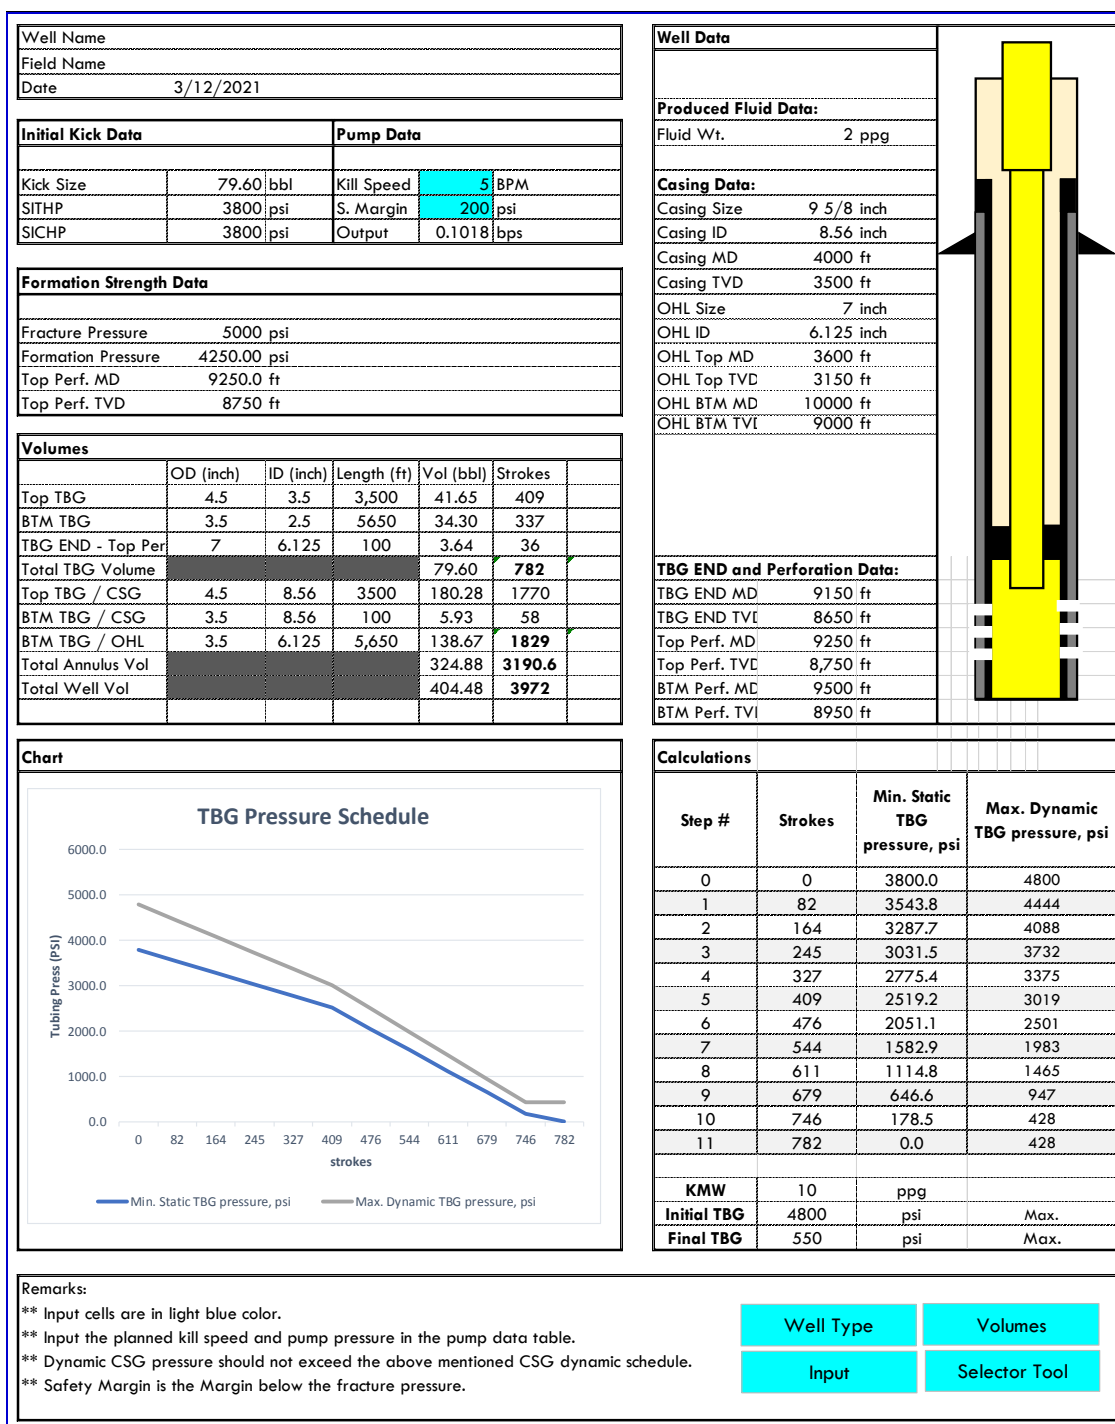 Well Name
Field Name
Date 3/12/2021
Initial Kick Data Pump Data
Kick Size 79.60 bbl Kill Speed 5 BPM
SITHP 3800 psi S. Margin 200 psi
SICHP 3800 psi Output 0.1018 bps
Formation Strength Data
Fracture Pressure 5000 psi
Formation Pressure 4250.00 psi
Top Perf. MD 9250.0 ft
Top Perf. TVD 8750 ft
Volumes
OD (inch) ID (inch) Length (ft) Vol (bbl) Strokes
Top TBG 4.5 3.5 3,500 41.65 409
BTM TBG 3.5 2.5 5650 34.30 337
TBG END - Top Per 7 6.125 100 3.64 36
Total TBG Volume 79.60 782
Top TBG / CSG 4.5 8.56 3500 180.28 1770
BTM TBG / CSG 3.5 8.56 100 5.93 58
BTM TBG / OHL 3.5 6.125 5,650 138.67 1829
Total Annulus Vol 324.88 3190.6
Total Well Vol 404.48 3972
Well Data
Produced Fluid Data:
Fluid Wt. 2 ppg
Casing Data:
Casing Size 9 5/8 inch
Casing ID 8.56 inch
Casing MD 4000 ft
Casing TVD 3500 ft
OHL Size 7 inch
OHL ID 6.125 inch
OHL Top MD 3600 ft
OHL Top TVD 3150 ft
OHL BTM MD 10000 ft
OHL BTM TVD 9000 ft
TBG END and Perforation Data:
TBG END MD 9150 ft
TBG END TVD 8650 ft
Top Perf. MD 9250 ft
Top Perf. TVD 8,750 ft
BTM Perf. MD 9500 ft
BTM Perf. TVI 8950 ft
Chart
TBG Pressure Schedule
6000.0
5000.0
4000.0
3000.0
2000.0
1000.0
0.0
Tubing Press (PSI)
0 82 164 245 327 409 476 544 611 679 746 782
strokes
Min. Static TBG pressure, psi Max. Dynamic TBG pressure, psi
Calculations
Step # Strokes Min. Static TBG pressure, psi Max. Dynamic TBG pressure, psi
0 0 3800.0 4800
1 82 3543.8 4444
2 164 3287.7 4088
3 245 3031.5 3732
4 327 2775.4 3375
5 409 2519.2 3019
6 476 2051.1 2501
7 544 1582.9 1983
8 611 1114.8 1465
9 679 646.6 947
10 746 178.5 428
11 782 0.0 428
KMW 10 ppg
Initial TBG 4800 psi Max.
Final TBG 550 psi Max.
Remarks:
** Input cells are in light blue color.
** Input the planned kill speed and pump pressure in the pump data table.
** Dynamic CSG pressure should not exceed the above mentioned CSG dynamic schedule.
** Safety Margin is the Margin below the fracture pressure.
Well Type Volumes
Input Selector Tool